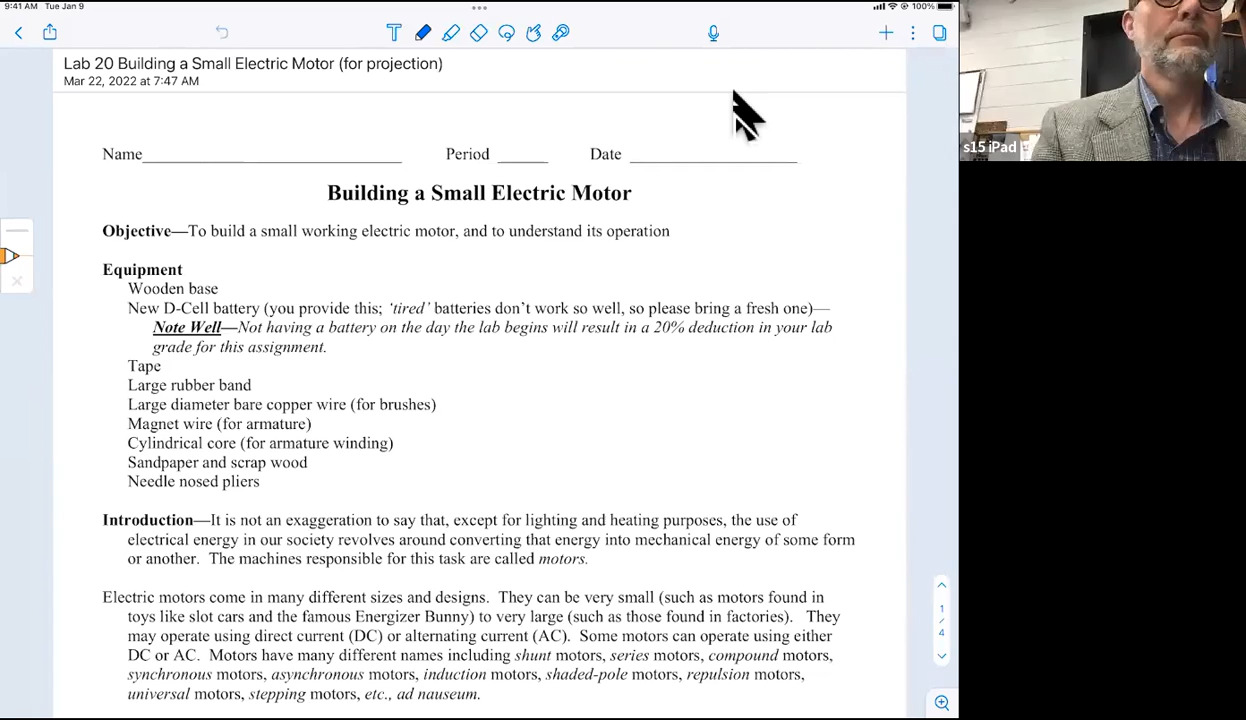 9:41 AM Tue Jan 9
100%
Lab 20 Building a Small Electric Motor (for projection)
Mar 22, 2022 at 7:47 AM
s15 iPad
Name____ Period ____ Date ____
Building a Small Electric Motor
Objective—To build a small working electric motor, and to understand its operation
Equipment
Wooden base
New D-Cell battery (you provide this; ‘tired’ batteries don’t work so well, so please bring a fresh one)—
Note Well—Not having a battery on the day the lab begins will result in a 20% deduction in your lab
grade for this assignment.
Tape
Large rubber band
Large diameter bare copper wire (for brushes)
Magnet wire (for armature)
Cylindrical core (for armature winding)
Sandpaper and scrap wood
Needle nosed pliers
Introduction—It is not an exaggeration to say that, except for lighting and heating purposes, the use of
electrical energy in our society revolves around converting that energy into mechanical energy of some form
or another. The machines responsible for this task are called motors.
Electric motors come in many different sizes and designs. They can be very small (such as motors found in
toys like slot cars and the famous Energizer Bunny) to very large (such as those found in factories). They
may operate using direct current (DC) or alternating current (AC). Some motors can operate using either
DC or AC. Motors have many different names including shunt motors, series motors, compound motors,
synchronous motors, asynchronous motors, induction motors, shaded-pole motors, repulsion motors,
universal motors, stepping motors, etc., ad nauseum.
1
/
4